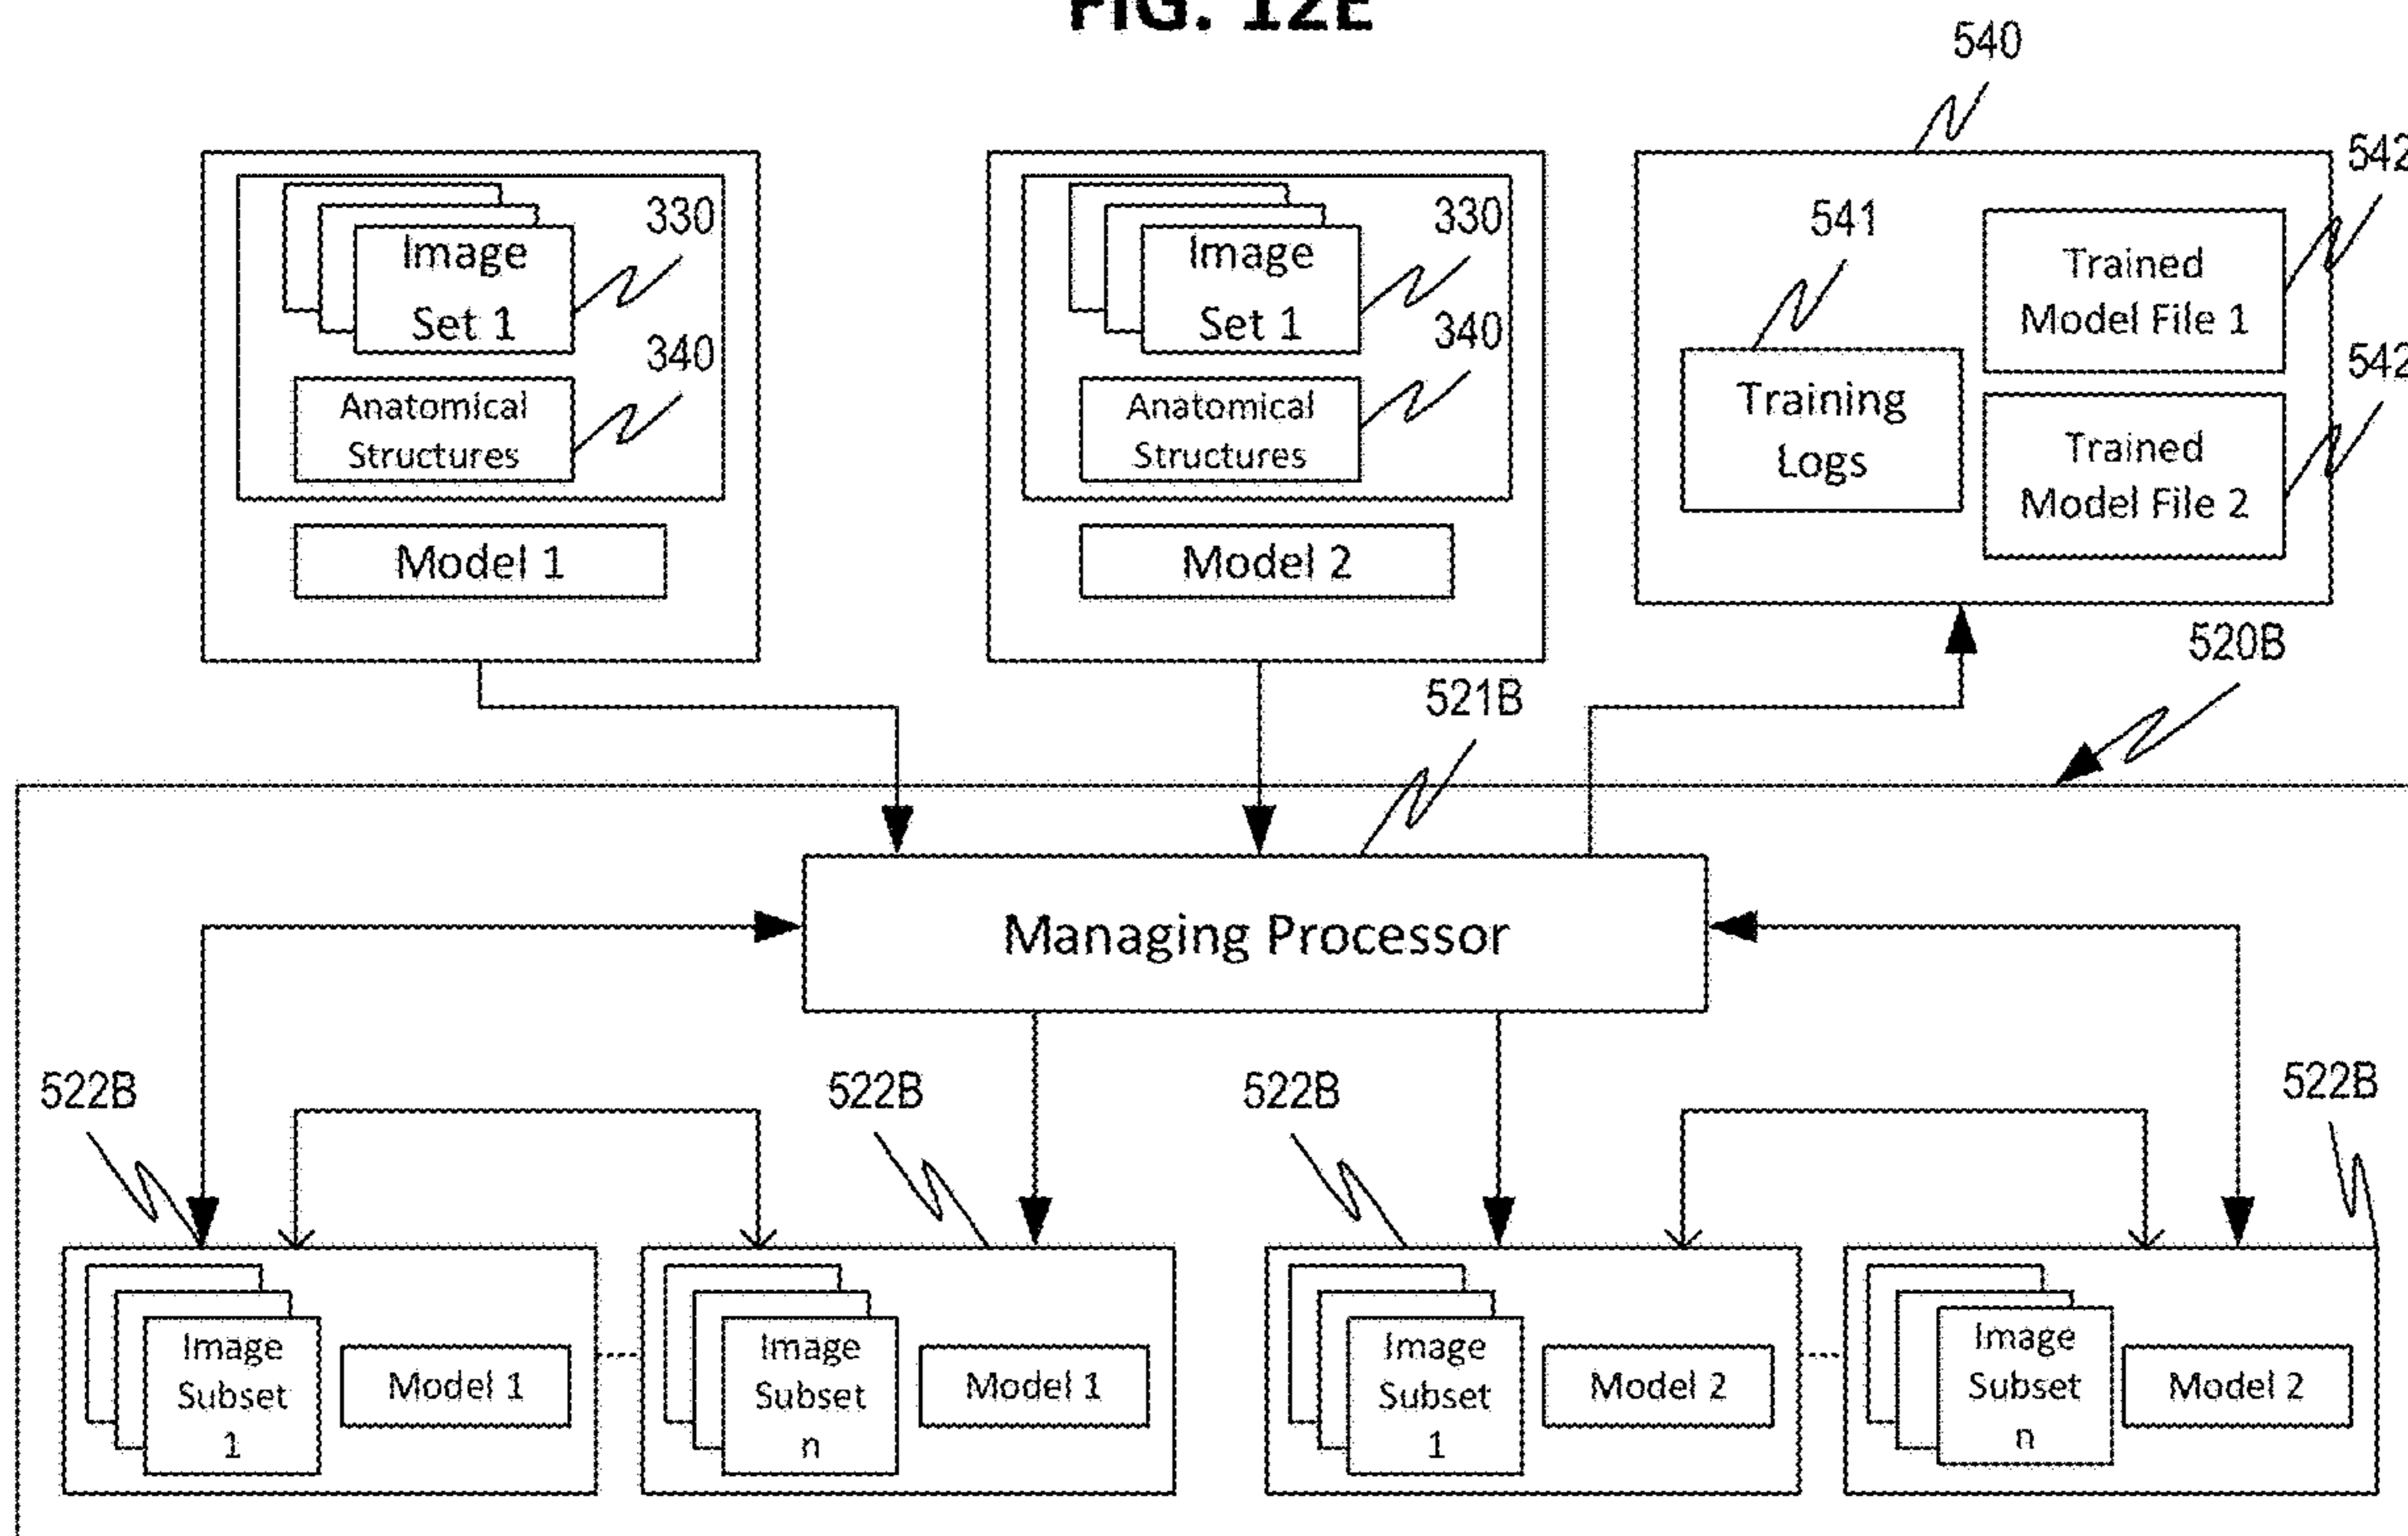 FIG. 12E
540
542
330
330
541
Image
Set 1
Image
Set 1
Trained
Model File 1
340
340
542
Training
Logs
Anatomical
Structures
Anatomical
Structures
Trained
Model File 2
Model 1
Model 2
520B
521B
Managing Processor
522B
522B
522B
522B
Image
Subset
1
Model 1
Image
Subset
n
Model 1
Image
Subset
1
Model 2
Image
Subset
n
Model 2